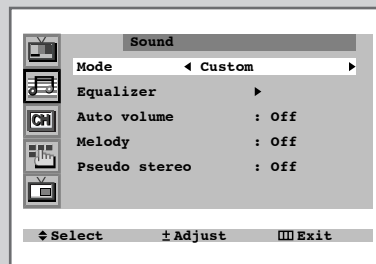 Sound
Mode ◀ Custom ▶
Equalizer ▶
Auto volume : Off
CH
Melody : Off
Pseudo stereo : Off
Select ± Adjust Exit